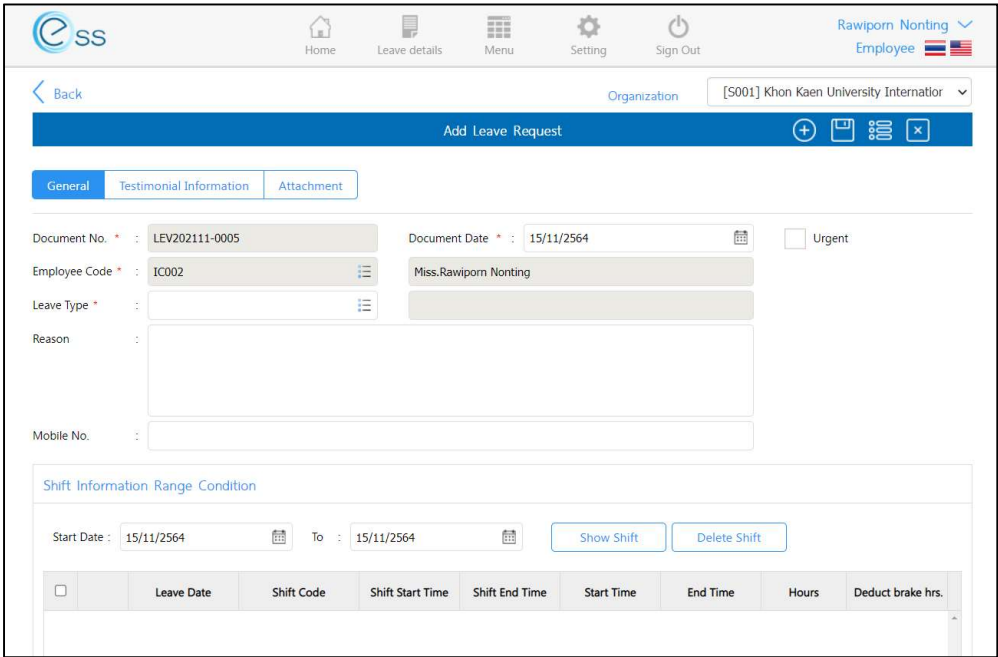 ess
Rawiporn Nonting
Home Leave details Menu Setting Sign Out
Employee
Back
Organization [S001] Khon Kaen University Internatior
Add Leave Request
General Testimonial Information Attachment
Document No. * : LEV202111-0005 Document Date * : 15/11/2564 Urgent
Employee Code * : IC002 Miss.Rawiporn Nonting
Leave Type * :
Reason :
Mobile No. :
Shift Information Range Condition
Start Date : 15/11/2564 To : 15/11/2564 Show Shift Delete Shift
Leave Date Shift Code Shift Start Time Shift End Time Start Time End Time Hours Deduct brake hrs.